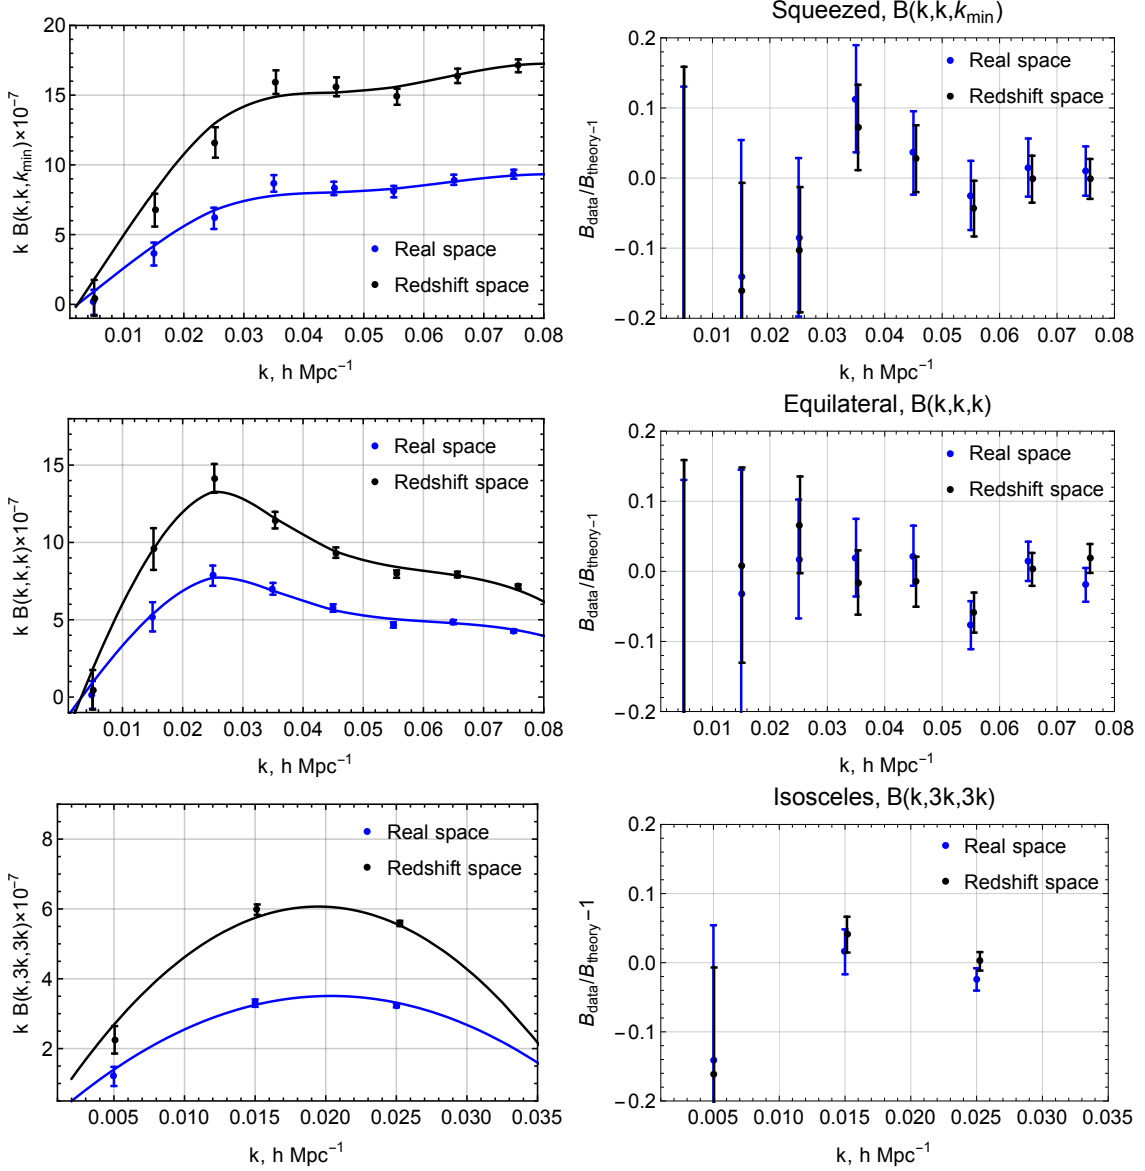 Squeezed, B(k,k,kmin)
k B(k,k,kmin)×10⁻⁷
20
15
10
5
0
Real space
Redshift space
0.01 0.02 0.03 0.04 0.05 0.06 0.07 0.08
k, h Mpc⁻¹
Bdata/Btheory-1
0.2
0.1
0.0
−0.1
−0.2
Real space
Redshift space
0.01 0.02 0.03 0.04 0.05 0.06 0.07 0.08
k, h Mpc⁻¹
Equilateral, B(k,k,k)
k B(k,k,k)×10⁻⁷
15
10
5
0
Real space
Redshift space
0.01 0.02 0.03 0.04 0.05 0.06 0.07 0.08
k, h Mpc⁻¹
Bdata/Btheory-1
0.2
0.1
0.0
−0.1
−0.2
Real space
Redshift space
0.01 0.02 0.03 0.04 0.05 0.06 0.07 0.08
k, h Mpc⁻¹
Isosceles, B(k,3k,3k)
k B(k,3k,3k)×10⁻⁷
8
6
4
2
Real space
Redshift space
0.005 0.010 0.015 0.020 0.025 0.030 0.035
k, h Mpc⁻¹
Bdata/Btheory−1
0.2
0.1
0.0
−0.1
−0.2
Real space
Redshift space
0.005 0.010 0.015 0.020 0.025 0.030 0.035
k, h Mpc⁻¹